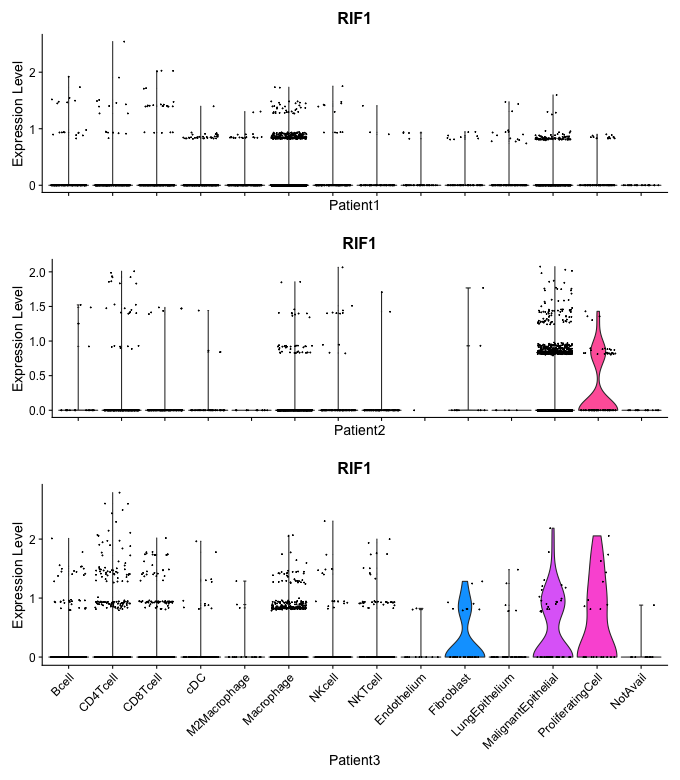 RIF1
Expression Level
2
1
0
Patient1
RIF1
Expression Level
2.0
1.5
1.0
0.5
0.0
Patient2
RIF1
Expression Level
2
1
0
Bcell
CD4Tcell
CD8Tcell
cDC
M2Macrophage
Macrophage
NKcell
NKTcell
Endothelium
Fibroblast
LungEpithelium
MalignantEpithelial
ProliferatingCell
NotAvail
Patient3